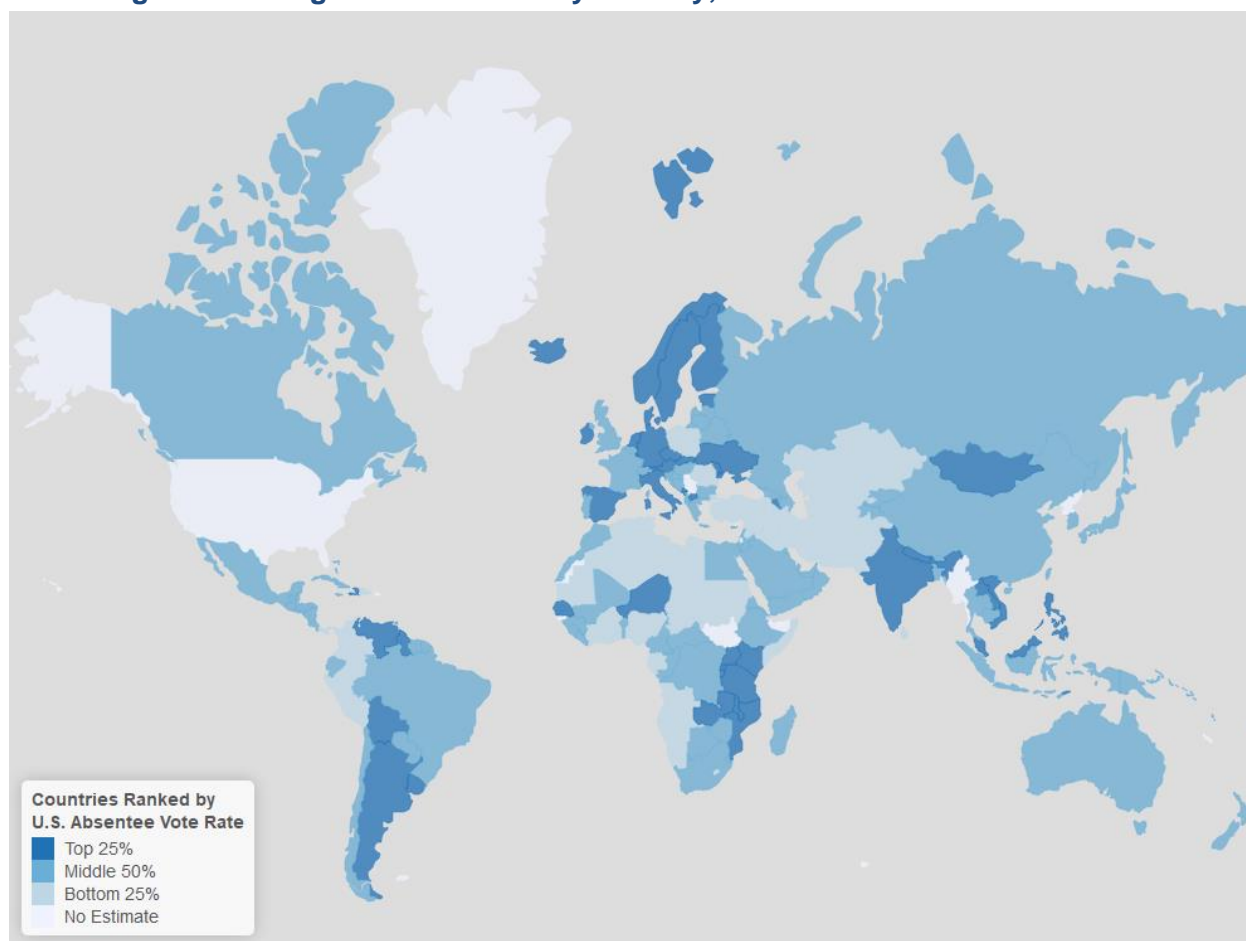 Countries Ranked by
U.S. Absentee Vote Rate
Top 25%
Middle 50%
Bottom 25%
No Estimate